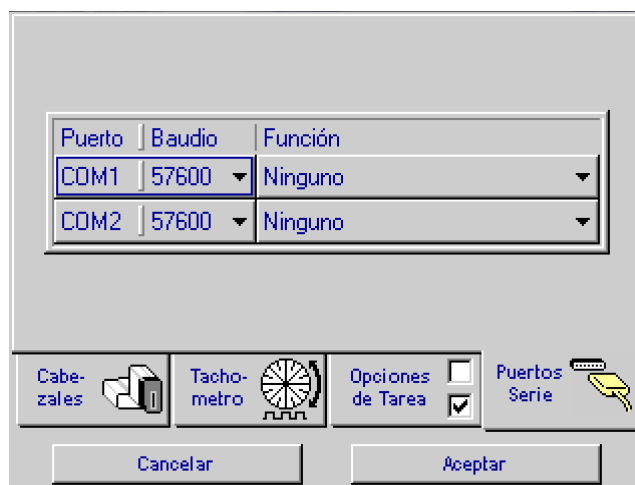 Puerto Baudio Función
COM1 57600 Ninguno
COM2 57600 Ninguno
Cabe-
zales
Tacho-
metro
Opciones
de Tarea
Puertos
Serie
Cancelar Aceptar